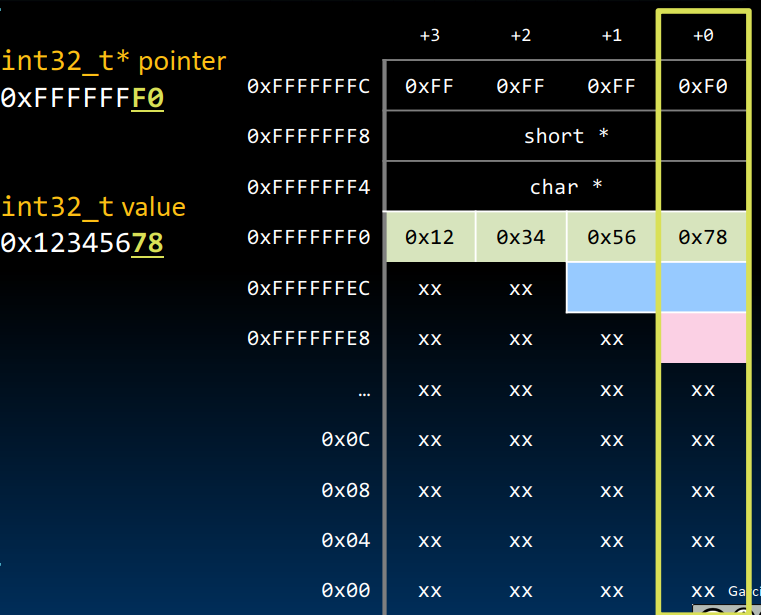 +3 +2 +1 +0
int32_t* pointer
0xFFFFFFF0
0xFFFFFFFC 0xFF 0xFF 0xFF 0xF0
0xFFFFFFF8 short *
0xFFFFFFF4 char *
int32_t value
0x12345678
0xFFFFFFF0 0x12 0x34 0x56 0x78
0xFFFFFFEC xx xx
0xFFFFFFE8 xx xx xx
… xx xx xx xx
0x0C xx xx xx xx
0x08 xx xx xx xx
0x04 xx xx xx xx
0x00 xx xx xx xx